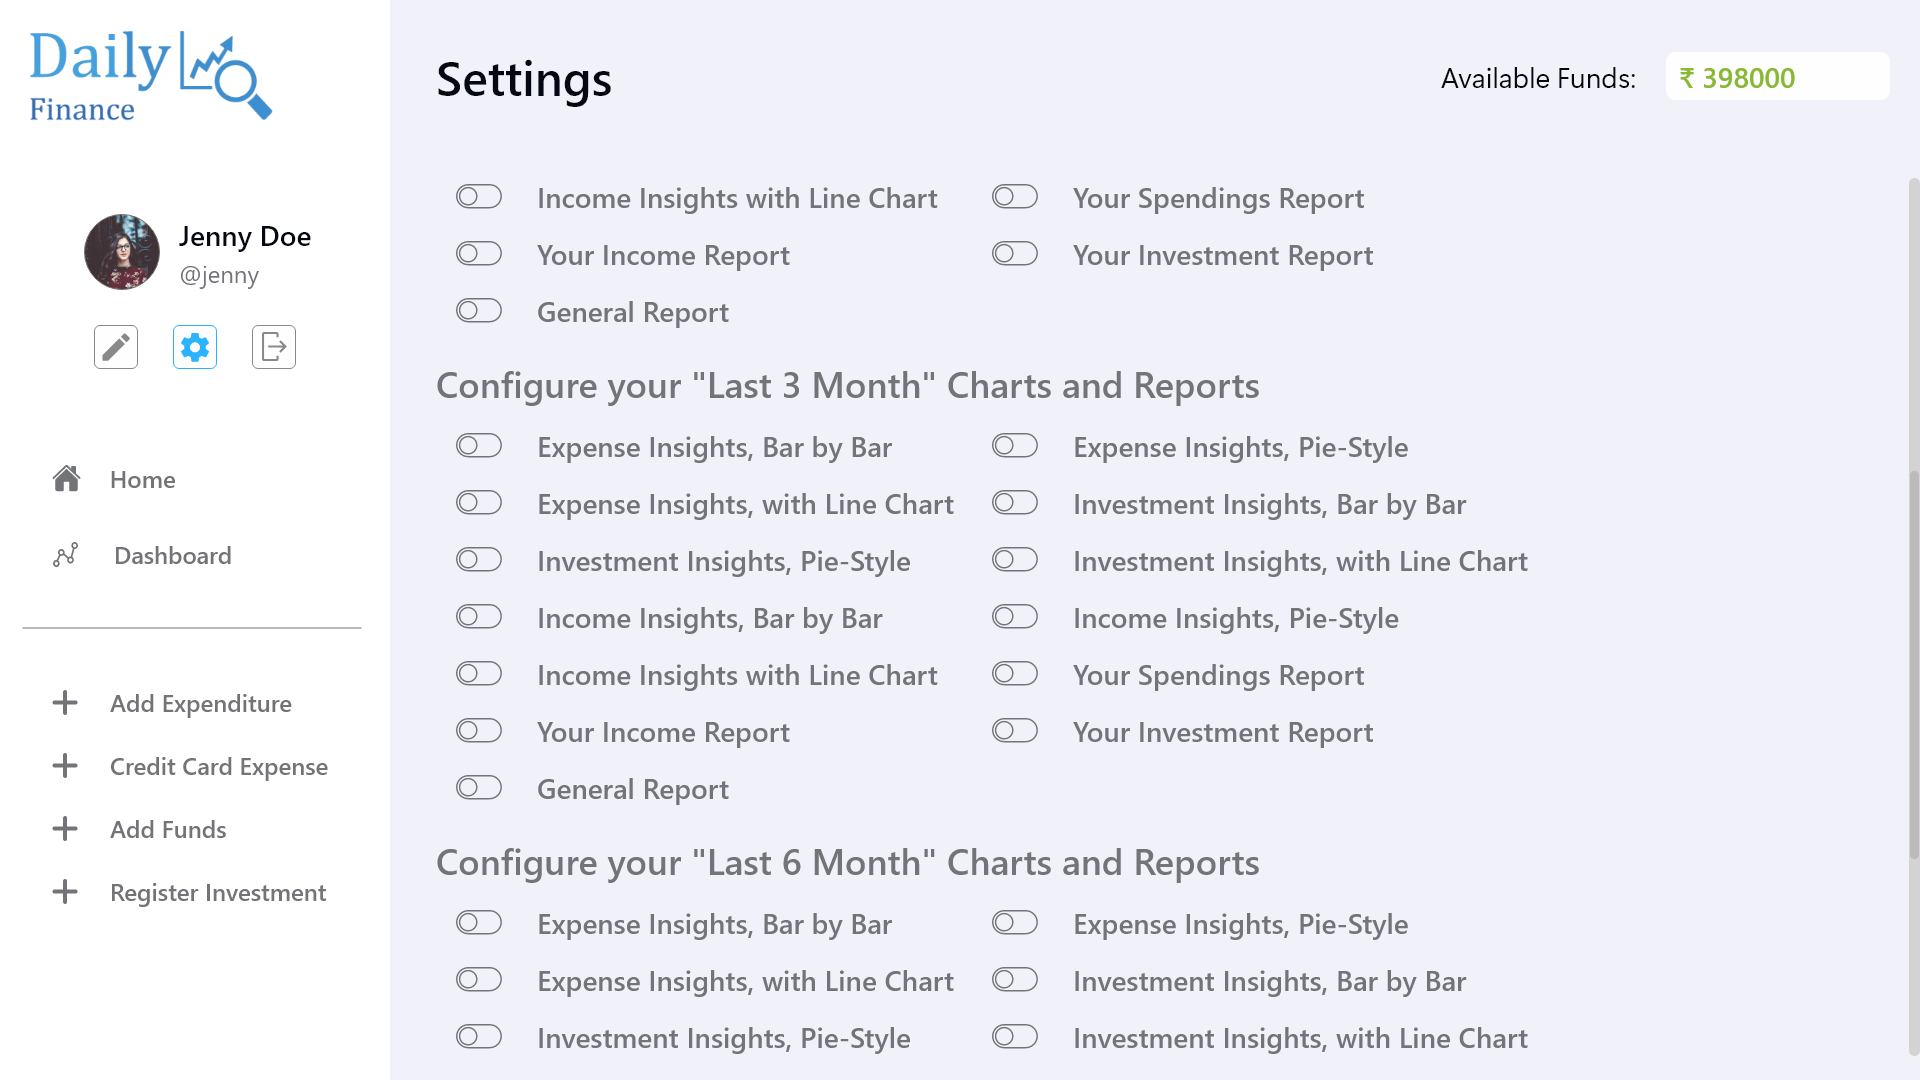 Daily
Finance
Settings
Available Funds:
₹ 398000
Jenny Doe
@jenny
Home
Dashboard
Add Expenditure
Credit Card Expense
Add Funds
Register Investment
Income Insights with Line Chart
Your Spendings Report
Your Income Report
Your Investment Report
General Report
Configure your "Last 3 Month" Charts and Reports
Expense Insights, Bar by Bar
Expense Insights, Pie-Style
Expense Insights, with Line Chart
Investment Insights, Bar by Bar
Investment Insights, Pie-Style
Investment Insights, with Line Chart
Income Insights, Bar by Bar
Income Insights, Pie-Style
Income Insights with Line Chart
Your Spendings Report
Your Income Report
Your Investment Report
General Report
Configure your "Last 6 Month" Charts and Reports
Expense Insights, Bar by Bar
Expense Insights, Pie-Style
Expense Insights, with Line Chart
Investment Insights, Bar by Bar
Investment Insights, Pie-Style
Investment Insights, with Line Chart